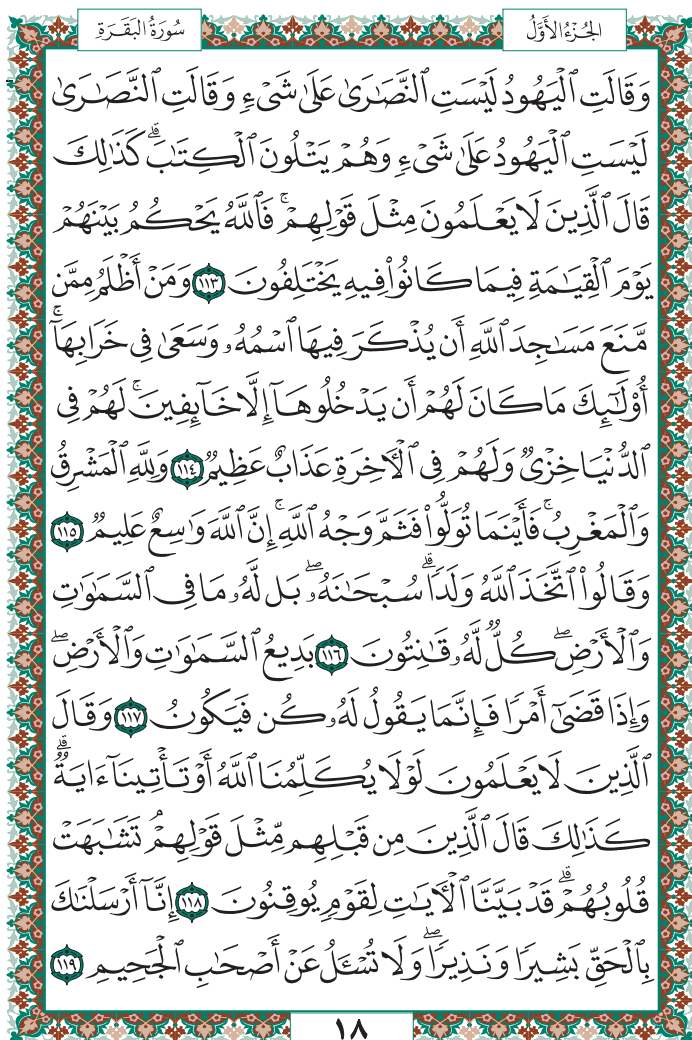 الجُزْءُ الأَوَّلُ
سُورَةُ البَقَرَةِ
وَقَالَتِ ٱلْيَهُودُ لَيْسَتِ ٱلنَّصَٰرَىٰ عَلَىٰ شَىْءٍ وَقَالَتِ ٱلنَّصَٰرَىٰ
لَيْسَتِ ٱلْيَهُودُ عَلَىٰ شَىْءٍ وَهُمْ يَتْلُونَ ٱلْكِتَٰبَۗ كَذَٰلِكَ
قَالَ ٱلَّذِينَ لَا يَعْلَمُونَ مِثْلَ قَوْلِهِمْۚ فَٱللَّهُ يَحْكُمُ بَيْنَهُمْ
يَوْمَ ٱلْقِيَٰمَةِ فِيمَا كَانُوا۟ فِيهِ يَخْتَلِفُونَ ١١٣ وَمَنْ أَظْلَمُ مِمَّن
مَّنَعَ مَسَٰجِدَ ٱللَّهِ أَن يُذْكَرَ فِيهَا ٱسْمُهُۥ وَسَعَىٰ فِى خَرَابِهَآۚ
أُو۟لَٰٓئِكَ مَا كَانَ لَهُمْ أَن يَدْخُلُوهَآ إِلَّا خَآئِفِينَۚ لَهُمْ فِى
ٱلدُّنْيَا خِزْىٌ وَلَهُمْ فِى ٱلْءَاخِرَةِ عَذَابٌ عَظِيمٌ ١١٤ وَلِلَّهِ ٱلْمَشْرِقُ
وَٱلْمَغْرِبُۚ فَأَيْنَمَا تُوَلُّوا۟ فَثَمَّ وَجْهُ ٱللَّهِۚ إِنَّ ٱللَّهَ وَٰسِعٌ عَلِيمٌ ١١٥
وَقَالُوا۟ ٱتَّخَذَ ٱللَّهُ وَلَدًاۗ سُبْحَٰنَهُۥۖ بَل لَّهُۥ مَا فِى ٱلسَّمَٰوَٰتِ
وَٱلْأَرْضِۖ كُلٌّ لَّهُۥ قَٰنِتُونَ ١١٦ بَدِيعُ ٱلسَّمَٰوَٰتِ وَٱلْأَرْضِۖ
وَإِذَا قَضَىٰٓ أَمْرًا فَإِنَّمَا يَقُولُ لَهُۥ كُن فَيَكُونُ ١١٧ وَقَالَ
ٱلَّذِينَ لَا يَعْلَمُونَ لَوْلَا يُكَلِّمُنَا ٱللَّهُ أَوْ تَأْتِينَآ ءَايَةٌۗ
كَذَٰلِكَ قَالَ ٱلَّذِينَ مِن قَبْلِهِم مِّثْلَ قَوْلِهِمْۘ تَشَٰبَهَتْ
قُلُوبُهُمْۗ قَدْ بَيَّنَّا ٱلْءَايَٰتِ لِقَوْمٍ يُوقِنُونَ ١١٨ إِنَّآ أَرْسَلْنَٰكَ
بِٱلْحَقِّ بَشِيرًا وَنَذِيرًاۖ وَلَا تُسْـَٔلُ عَنْ أَصْحَٰبِ ٱلْجَحِيمِ ١١٩
١٨